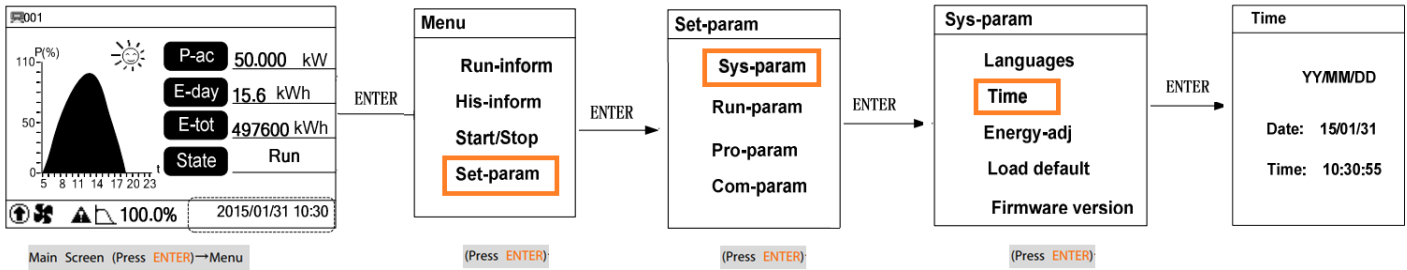 001
P(%)
110
50
0
5 8 11 14 17 20 23
t
P-ac 50.000 kW
E-day 15.6 kWh
E-tot 497600 kWh
State Run
100.0%
2015/01/31 10:30
Main Screen (Press ENTER)→Menu
ENTER
Menu
Run-inform
His-inform
Start/Stop
Set-param
(Press ENTER)
ENTER
Set-param
Sys-param
Run-param
Pro-param
Com-param
(Press ENTER)
ENTER
Sys-param
Languages
Time
Energy-adj
Load default
Firmware version
(Press ENTER)
ENTER
Time
YY/MM/DD
Date: 15/01/31
Time: 10:30:55